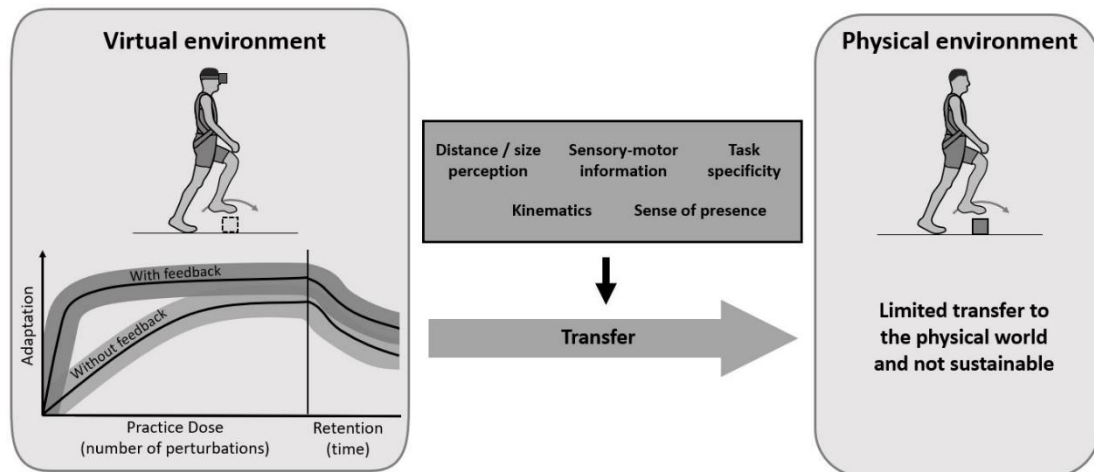 Virtual environment
With feedback
Without feedback
Adaptation
Practice Dose
(number of perturbations)
Retention
(time)
Distance / size
perception
Sensory-motor
information
Task
specificity
Kinematics
Sense of presence
Transfer
Physical environment
Limited transfer to
the physical world
and not sustainable